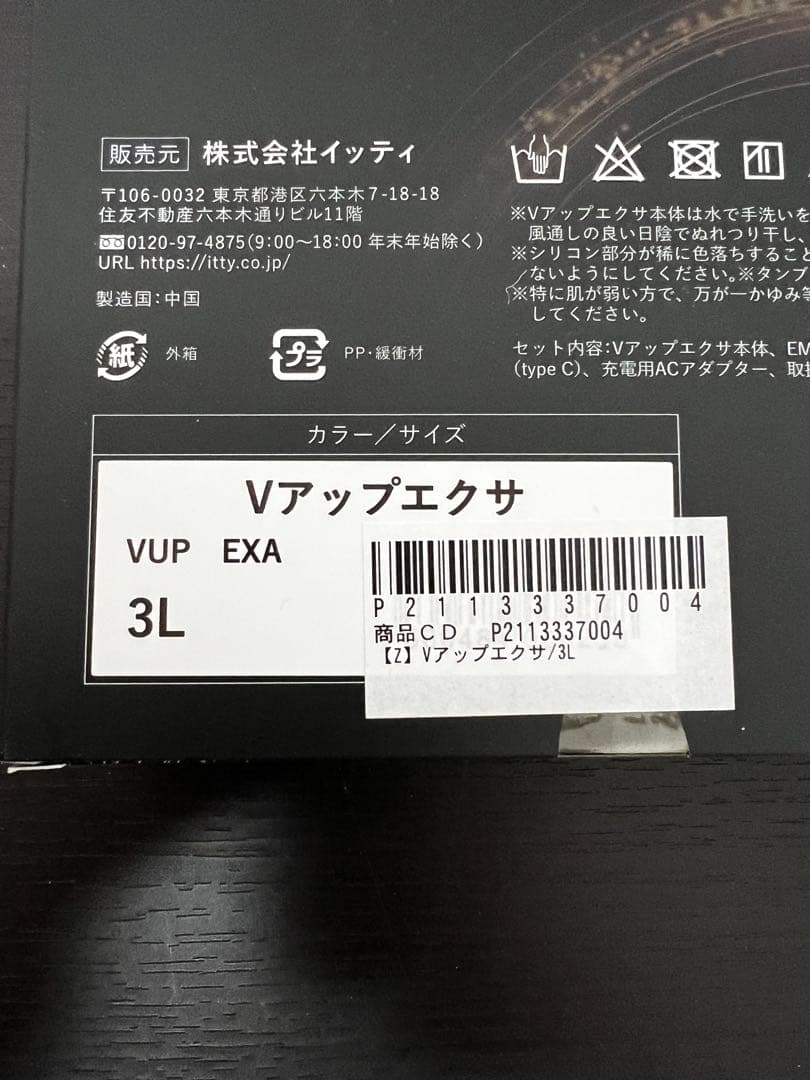 販売元 株式会社イッティ
〒106-0032 東京都港区六本木7-18-18
住友不動産六本木通りビル11階
0120-97-4875(9:00〜18:00 年末年始除く)
URL https://itty.co.jp/
製造国:中国
紙 外箱 プラ PP・緩衝材
※Vアップエクサ本体は水で手洗いを
風通しの良い日陰でぬれつり干し、
※シリコン部分が稀に色落ちすること
ないようにしてください。※タンブ
※特に肌が弱い方で、万が一かゆみ等
してください。
セット内容:Vアップエクサ本体、EM
(type C)、充電用ACアダプター、取扱
カラー/サイズ
Vアップエクサ
VUP EXA
3L
P2113337004
商品CD P2113337004
【Z】Vアップエクサ/3L